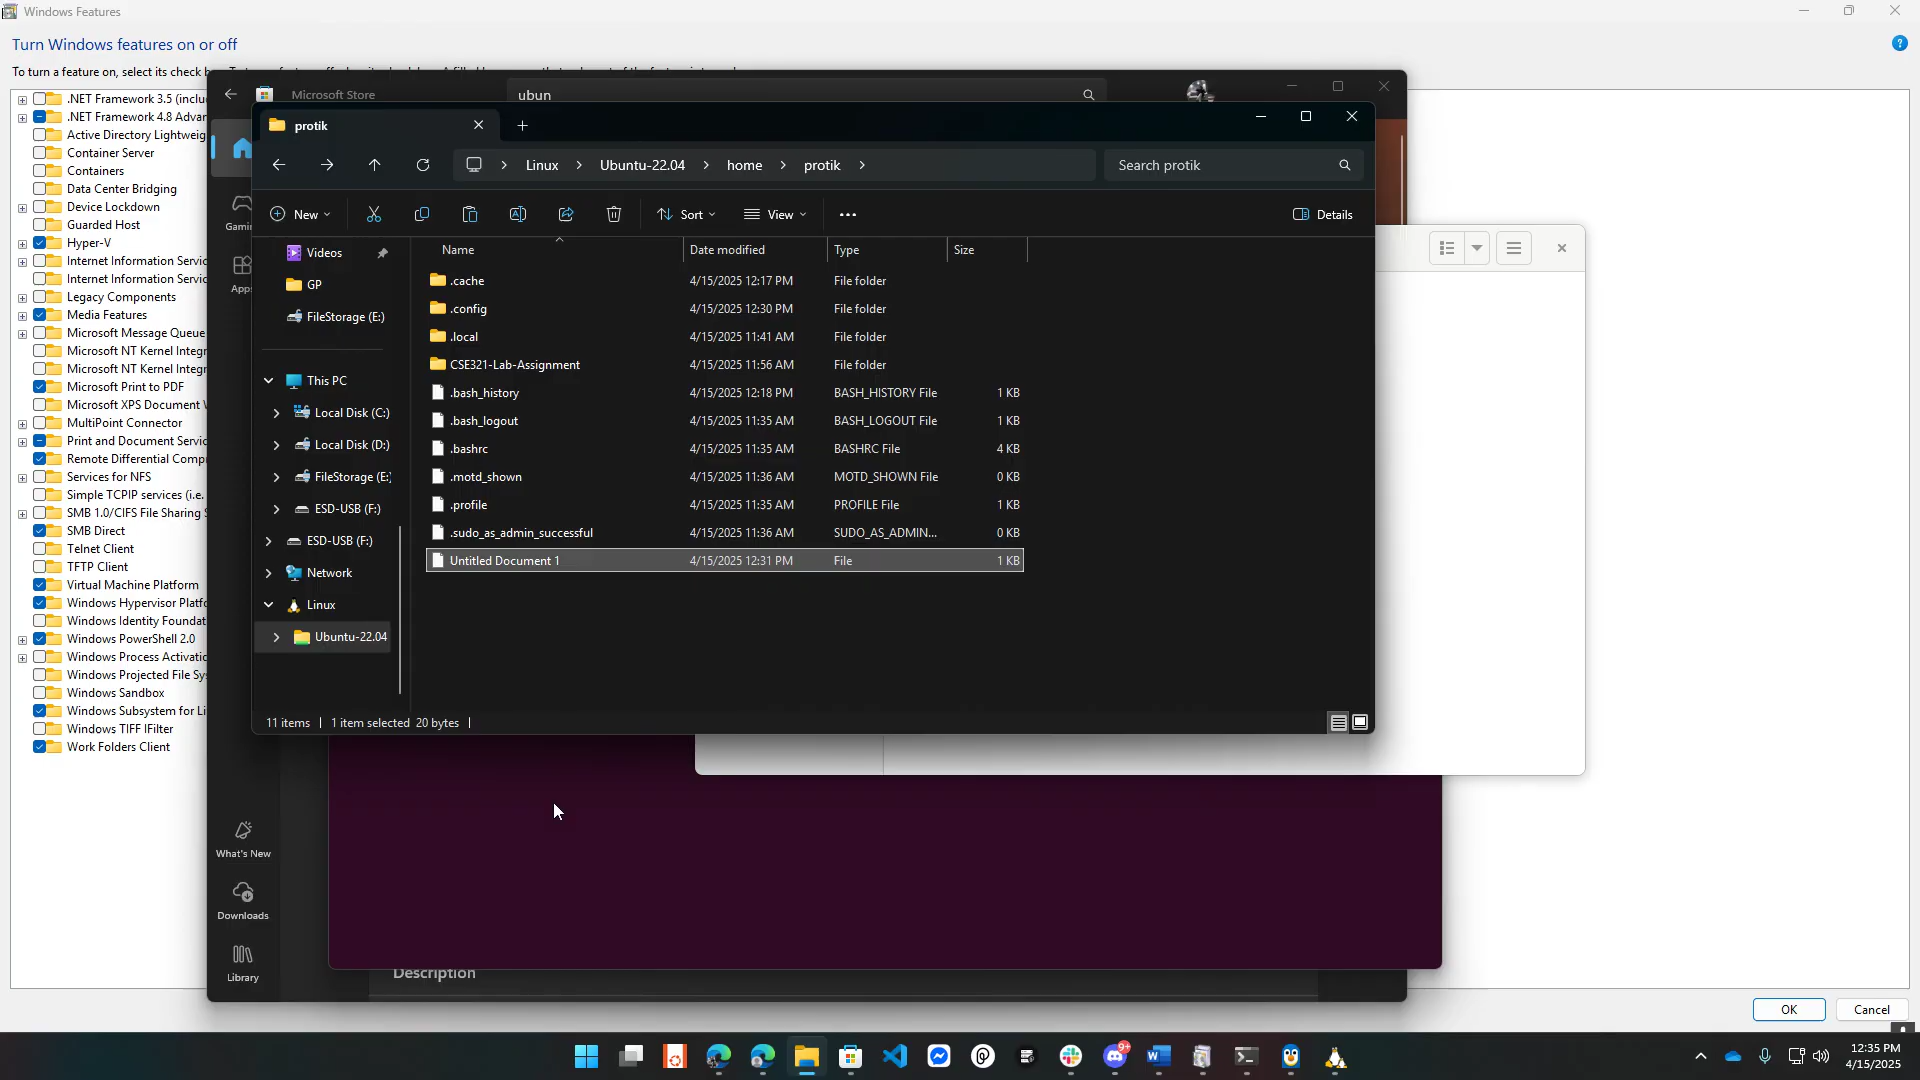 Windows Features
Turn Windows features on or off
To turn a feature on, select its check
.NET Framework 3.5 (inclu
.NET Framework 4.8 Advan
Active Directory Lightweig
Container Server
Containers
Data Center Bridging
Device Lockdown
Guarded Host
Hyper-V
Internet Information Servic
Internet Information Servic
Legacy Components
Media Features
Microsoft Message Queue
Microsoft NT Kernel Integr
Microsoft NT Kernel Integr
Microsoft Print to PDF
Microsoft XPS Document
MultiPoint Connector
Print and Document Servic
Remote Differential Compr
Services for NFS
Simple TCPIP services (i.e.
SMB 1.0/CIFS File Sharing S
SMB Direct
Telnet Client
TFTP Client
Virtual Machine Platform
Windows Hypervisor Platfo
Windows Identity Foundat
Windows PowerShell 2.0
Windows Process Activatio
Windows Projected File Sys
Windows Sandbox
Windows Subsystem for Li
Windows TIFF IFilter
Work Folders Client
OK
Cancel
Microsoft Store
ubun
Gamin
Apps
What's New
Downloads
Library
Description
protik
Linux > Ubuntu-22.04 > home > protik >
Search protik
New
Sort
View
Details
Videos
GP
FileStorage (E:)
This PC
Local Disk (C:)
Local Disk (D:)
FileStorage (E:)
ESD-USB (F:)
ESD-USB (F:)
Network
Linux
Ubuntu-22.04
Name Date modified Type Size
.cache 4/15/2025 12:17 PM File folder
.config 4/15/2025 12:30 PM File folder
.local 4/15/2025 11:41 AM File folder
CSE321-Lab-Assignment 4/15/2025 11:56 AM File folder
.bash_history 4/15/2025 12:18 PM BASH_HISTORY File 1 KB
.bash_logout 4/15/2025 11:35 AM BASH_LOGOUT File 1 KB
.bashrc 4/15/2025 11:35 AM BASHRC File 4 KB
.motd_shown 4/15/2025 11:36 AM MOTD_SHOWN File 0 KB
.profile 4/15/2025 11:35 AM PROFILE File 1 KB
.sudo_as_admin_successful 4/15/2025 11:36 AM SUDO_AS_ADMIN... 0 KB
Untitled Document 1 4/15/2025 12:31 PM File 1 KB
11 items | 1 item selected 20 bytes |
9+
12:35 PM
4/15/2025